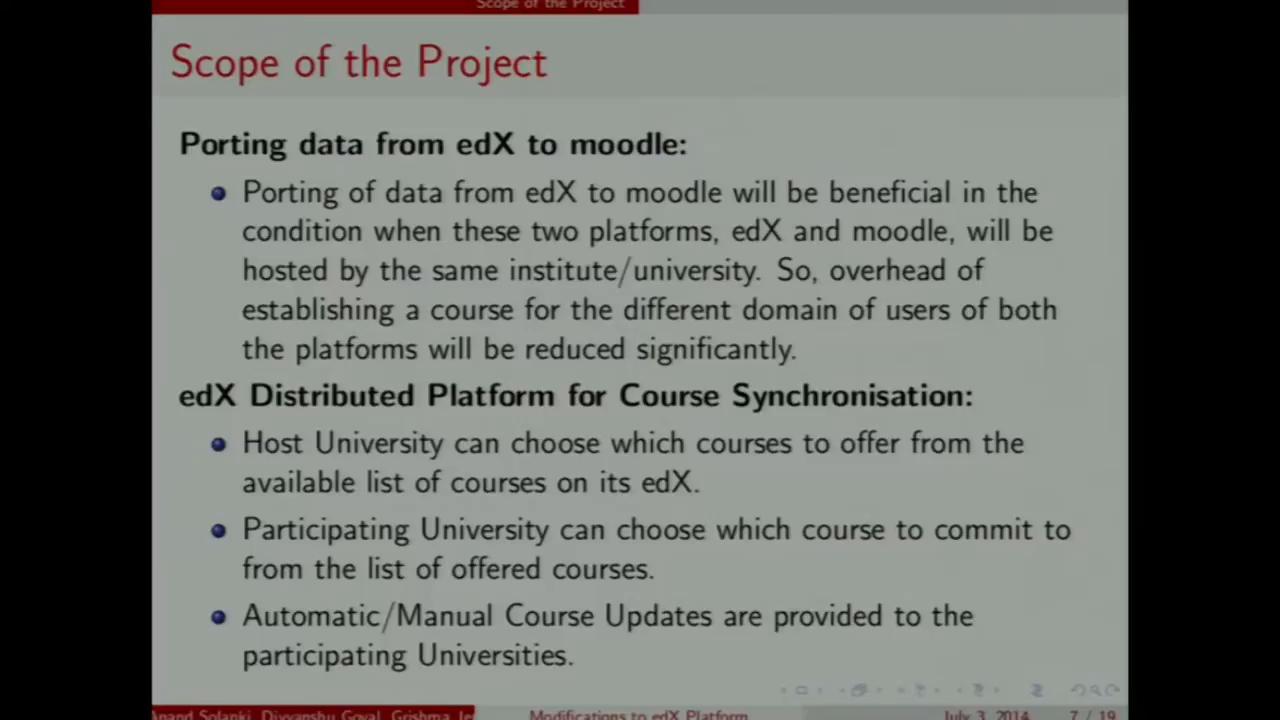 Scope of the Project
Scope of the Project
Porting data from edX to moodle:
Porting of data from edX to moodle will be beneficial in the
condition when these two platforms, edX and moodle, will be
hosted by the same institute/university. So, overhead of
establishing a course for the different domain of users of both
the platforms will be reduced significantly.
edX Distributed Platform for Course Synchronisation:
Host University can choose which courses to offer from the
available list of courses on its edX.
Participating University can choose which course to commit to
from the list of offered courses.
Automatic/Manual Course Updates are provided to the
participating Universities.
Anand Solanki, Divyanshu Goyal, Grishma, Je
Modifications to edX Platform
July 3, 2014
7 / 19